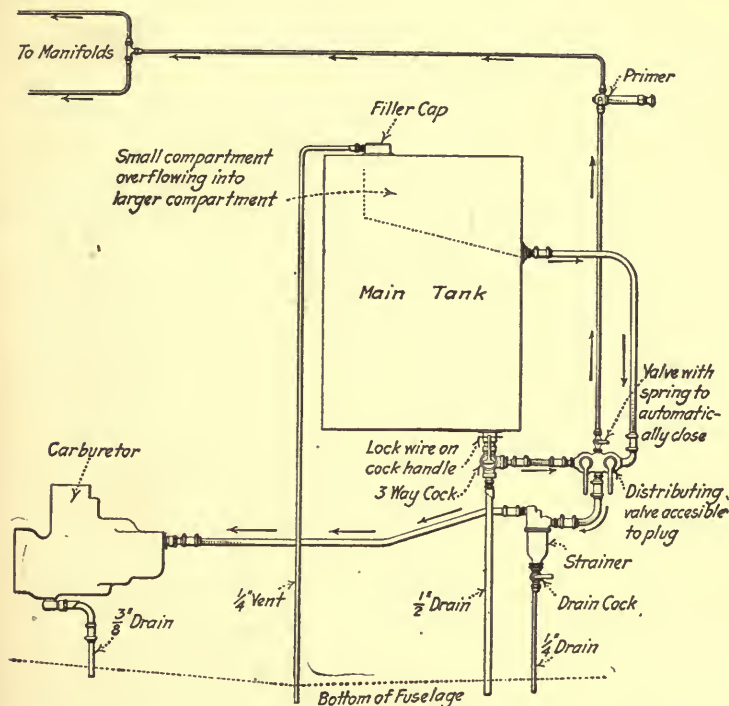 To Manifolds
Primer
Filler Cap
Small compartment
overflowing into
larger compartment
Main Tank
Valve with
spring to
automatic-
ally close
Carburetor
Lock wire on
cock handle
3 Way Cock
Distributing
valve accesible
to plug
Strainer
Drain Cock
1/4" Vent
1/2" Drain
3/8" Drain
1/4" Drain
Bottom of Fuselage